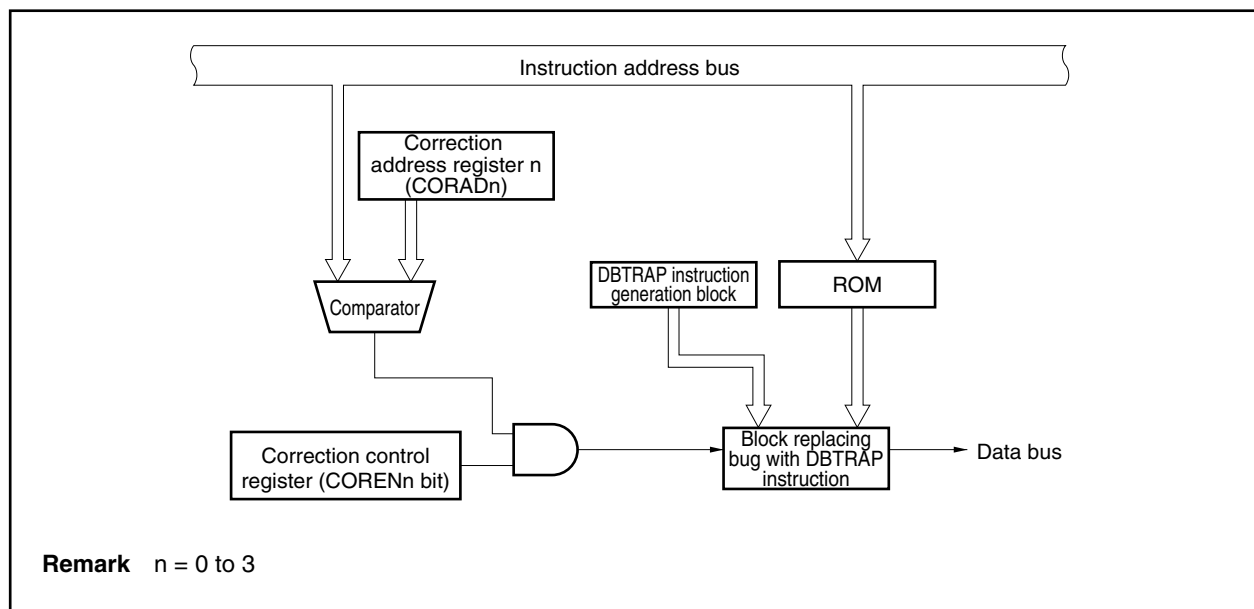 Instruction address bus
Correction
address register n
(CORADn)
Comparator
DBTRAP instruction
generation block
ROM
Correction control
register (CORENn bit)
Block replacing
bug with DBTRAP
instruction
Data bus
Remark n = 0 to 3